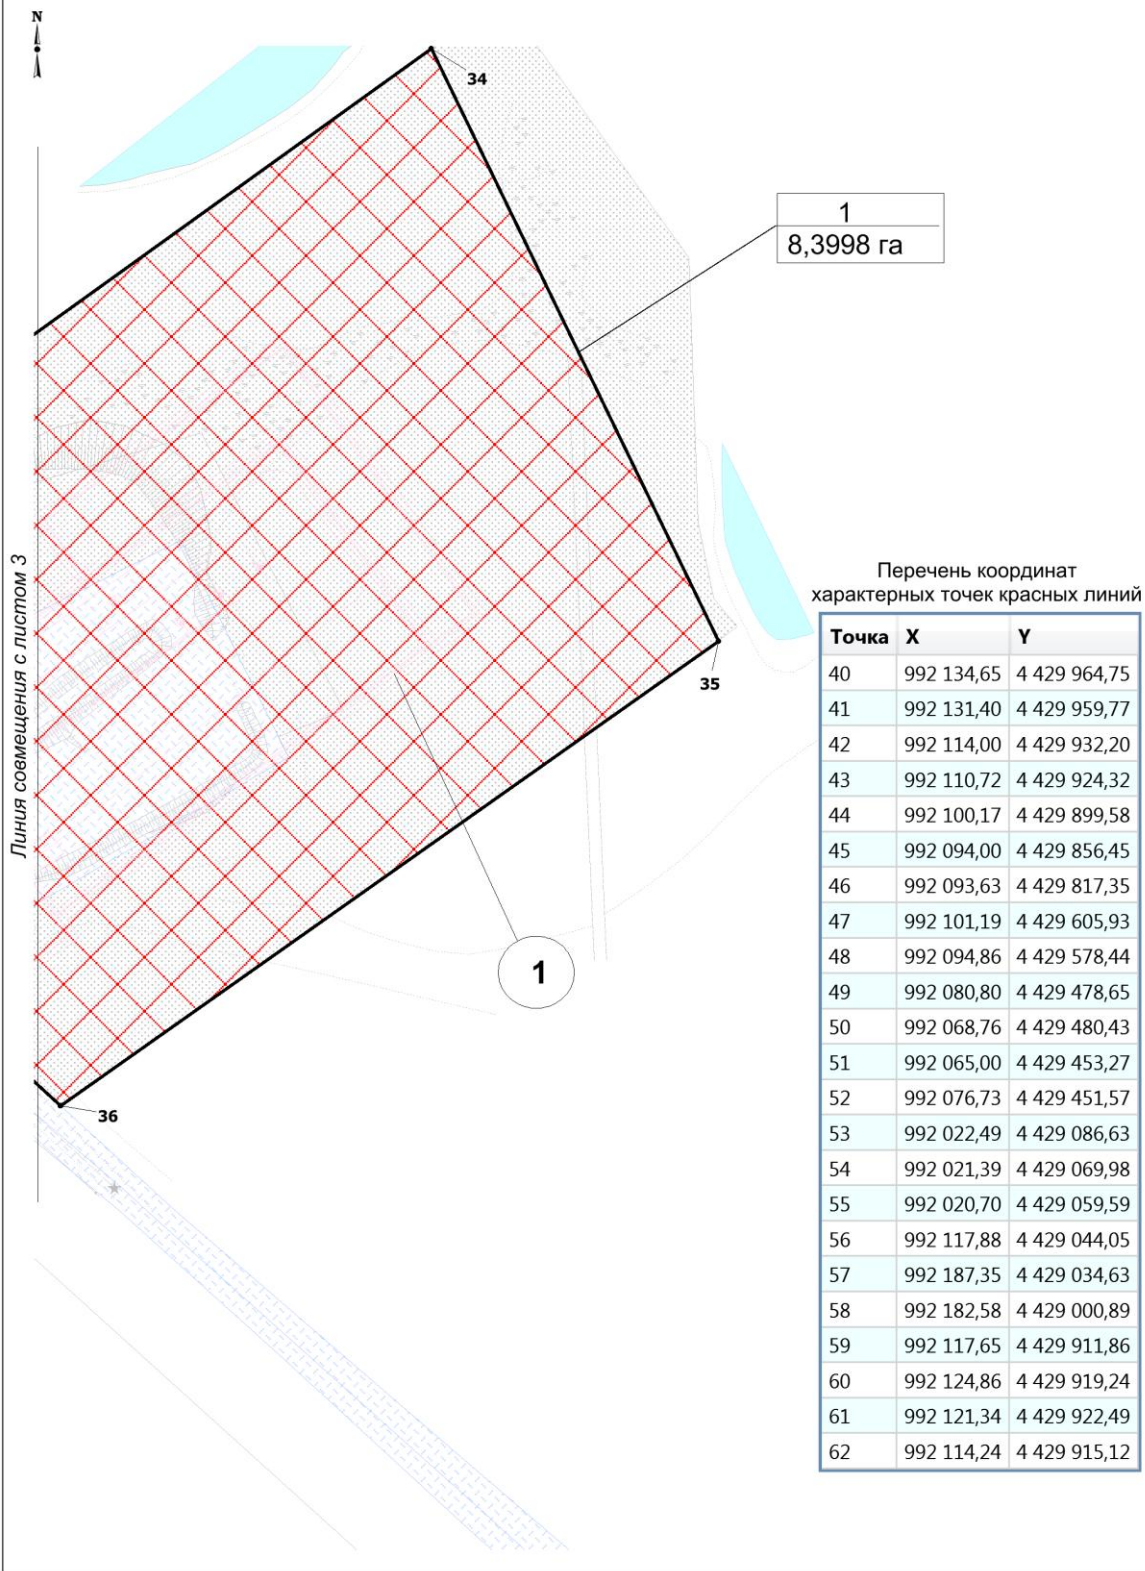 N
34
1
8,3998 га
Линия совмещения с листом 3
35
1
36
Перечень координат
характерных точек красных линий
Точка X Y
40 992 134,65 4 429 964,75
41 992 131,40 4 429 959,77
42 992 114,00 4 429 932,20
43 992 110,72 4 429 924,32
44 992 100,17 4 429 899,58
45 992 094,00 4 429 856,45
46 992 093,63 4 429 817,35
47 992 101,19 4 429 605,93
48 992 094,86 4 429 578,44
49 992 080,80 4 429 478,65
50 992 068,76 4 429 480,43
51 992 065,00 4 429 453,27
52 992 076,73 4 429 451,57
53 992 022,49 4 429 086,63
54 992 021,39 4 429 069,98
55 992 020,70 4 429 059,59
56 992 117,88 4 429 044,05
57 992 187,35 4 429 034,63
58 992 182,58 4 429 000,89
59 992 117,65 4 429 911,86
60 992 124,86 4 429 919,24
61 992 121,34 4 429 922,49
62 992 114,24 4 429 915,12